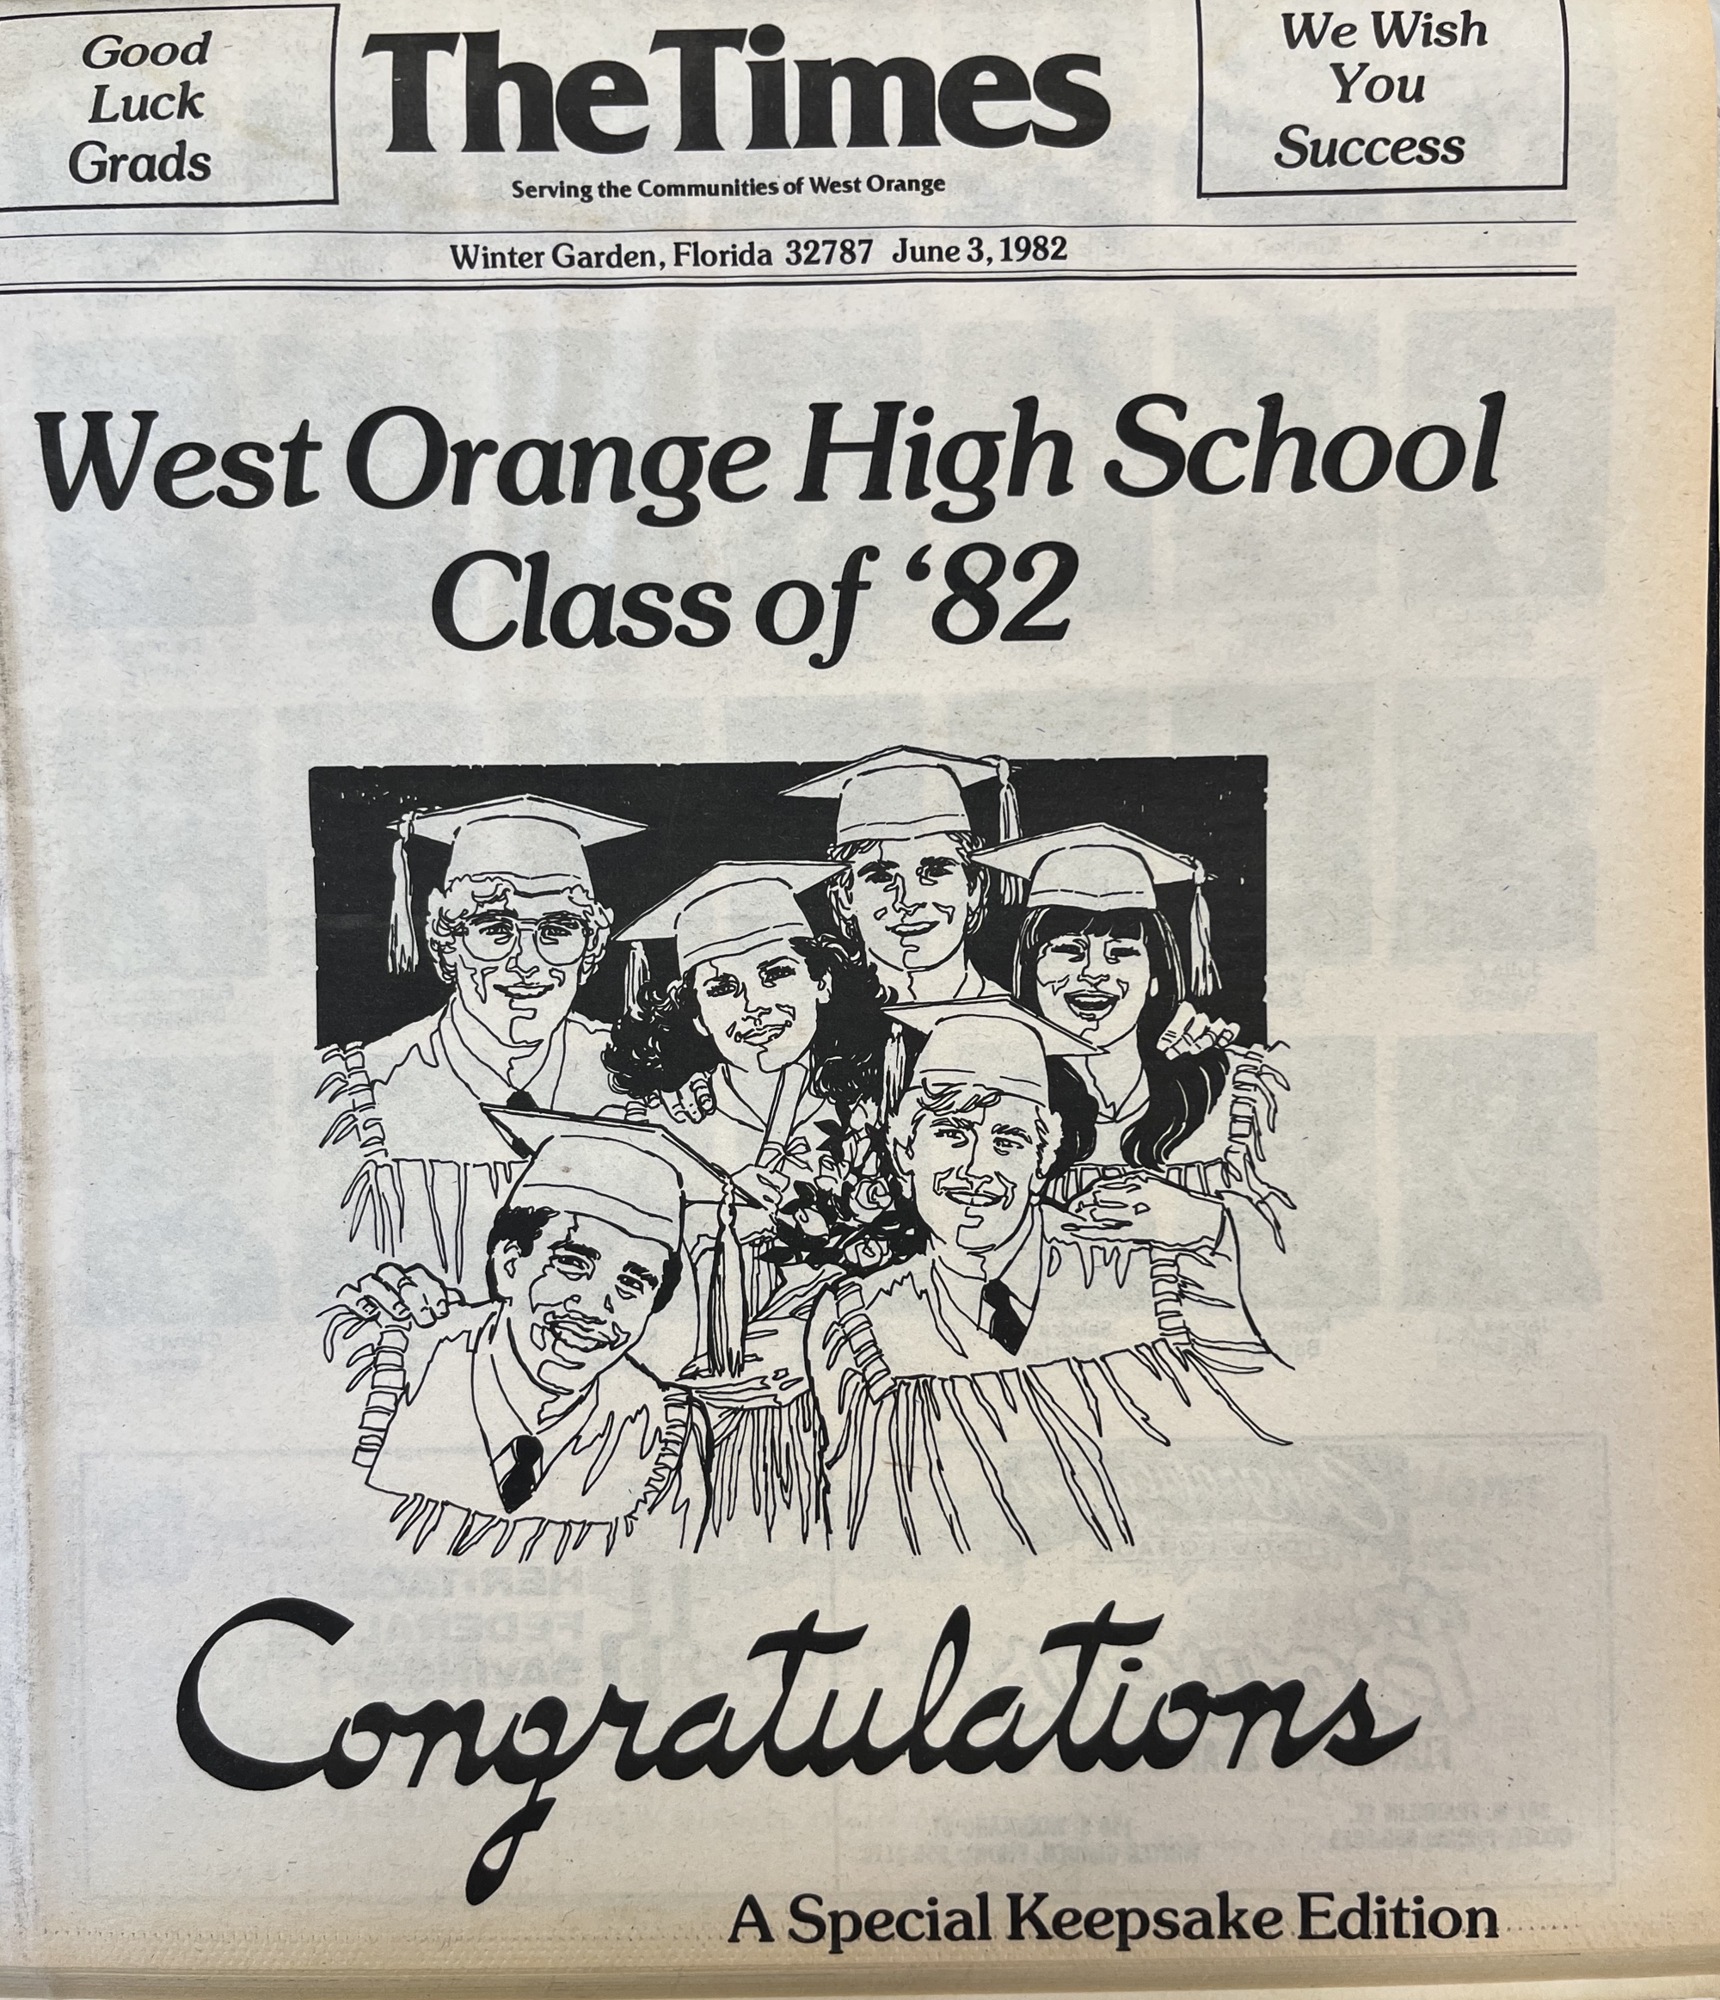 Good
Luck
Grads
The Times
Serving the Communities of West Orange
We Wish
You
Success
Winter Garden, Florida 32787 June 3, 1982
West Orange High School
Class of ‘82
Congratulations
A Special Keepsake Edition